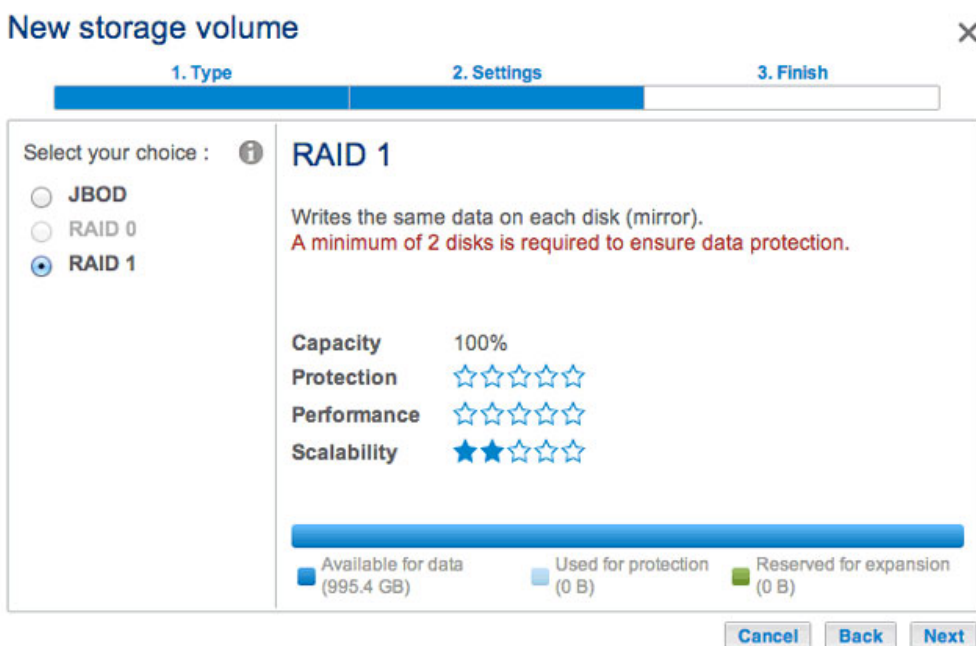 New storage volume
1. Type 2. Settings 3. Finish
Select your choice :
JBOD
RAID 0
RAID 1
RAID 1
Writes the same data on each disk (mirror).
A minimum of 2 disks is required to ensure data protection.
Capacity 100%
Protection
Performance
Scalability
Available for data
(995.4 GB)
Used for protection
(0 B)
Reserved for expansion
(0 B)
Cancel Back Next